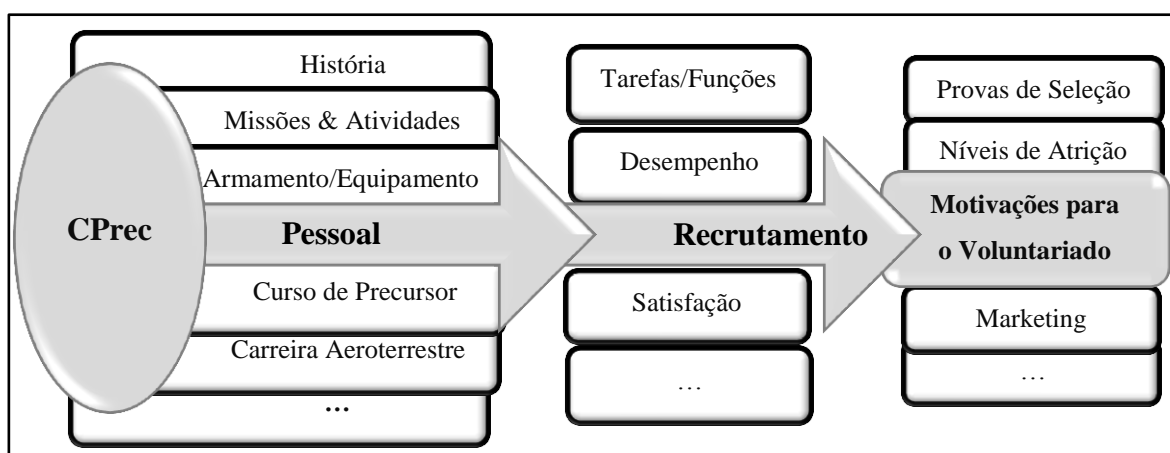 CPrec
História
Missões & Atividades
Armamento/Equipamento
Pessoal
Curso de Precursor
Carreira Aeroterrestre
...
Tarefas/Funções
Desempenho
Recrutamento
Satisfação
…
Provas de Seleção
Níveis de Atrição
Motivações para
o Voluntariado
Marketing
…